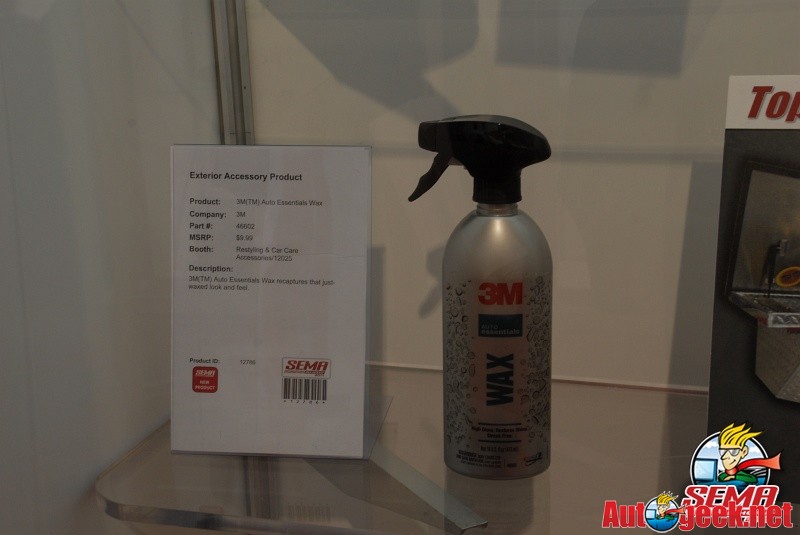 Exterior Accessory Product
Product: 3M(TM) Auto Essentials Wax
Company: 3M
Part #: 46602
MSRP: $9.99
Booth: Restyling & Car Care
Accessories/12025
Description:
3M(TM) Auto Essentials Wax recaptures that just-
waxed look and feel.
Product ID: 12786
SEMA
NEW
PRODUCT
SEMA
3M
AUTO
essentials
WAX
Top
SEMA
Autogeek.net